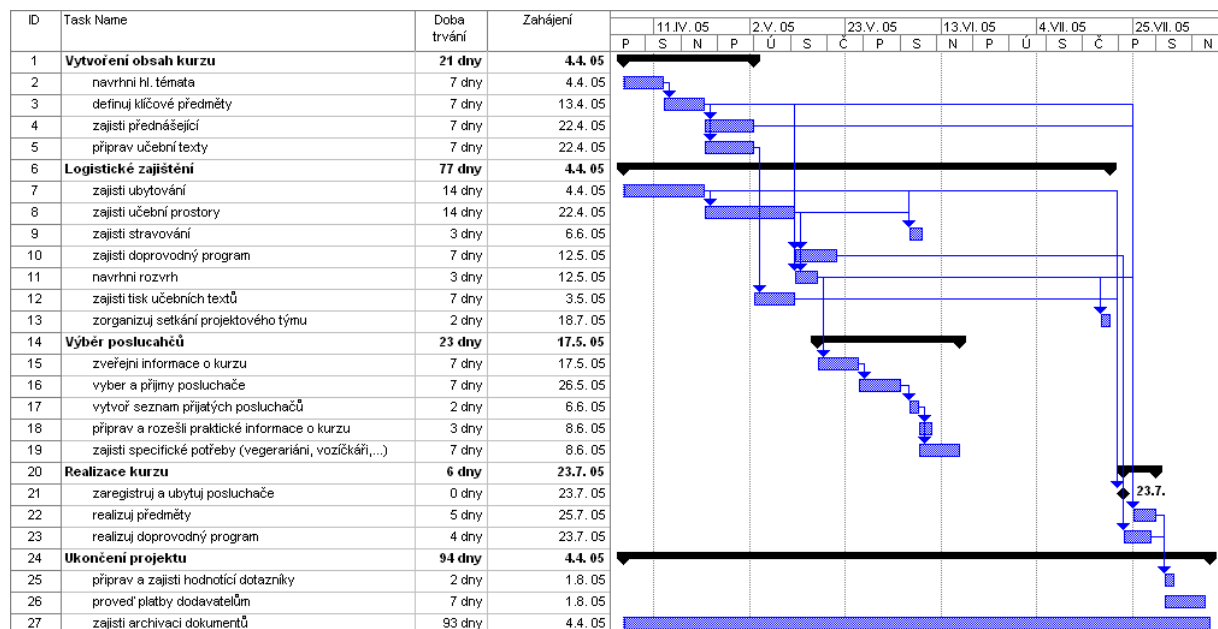 ID Task Name Doba trvání Zahájení 11.IV. 05 2.V. 05 23.V. 05 13.VI. 05 4.VII. 05 25.VII. 05
P S N P Ú S Č P S N P Ú S Č P S N
1 Vytvoření obsah kurzu 21 dny 4.4. 05
2 navrhni hl. témata 7 dny 4.4. 05
3 definuj klíčové předměty 7 dny 13.4. 05
4 zajisti přednášející 7 dny 22.4. 05
5 připrav učební texty 7 dny 22.4. 05
6 Logistické zajištění 77 dny 4.4. 05
7 zajisti ubytování 14 dny 4.4. 05
8 zajisti učební prostory 14 dny 22.4. 05
9 zajisti stravování 3 dny 6.6. 05
10 zajisti doprovodný program 7 dny 12.5. 05
11 navrhni rozvrh 3 dny 12.5. 05
12 zajisti tisk učebních textů 7 dny 3.5. 05
13 zorganizuj setkání projektového týmu 2 dny 18.7. 05
14 Výběr poslucahčů 23 dny 17.5. 05
15 zveřejni informace o kurzu 7 dny 17.5. 05
16 vyber a přijmy posluchače 7 dny 26.5. 05
17 vytvoř seznam přijatých posluchačů 2 dny 6.6. 05
18 připrav a rozešli praktické informace o kurzu 3 dny 8.6. 05
19 zajisti specifické potřeby (vegerariáni, vozíčkáři,...) 7 dny 8.6. 05
20 Realizace kurzu 6 dny 23.7. 05
21 zaregistruj a ubytuj posluchače 0 dny 23.7. 05 23.7.
22 realizuj předměty 5 dny 25.7. 05
23 realizuj doprovodný program 4 dny 23.7. 05
24 Ukončení projektu 94 dny 4.4. 05
25 připrav a zajisti hodnotící dotazníky 2 dny 1.8. 05
26 proveď platby dodavatelům 7 dny 1.8. 05
27 zajisti archivaci dokumentů 93 dny 4.4. 05